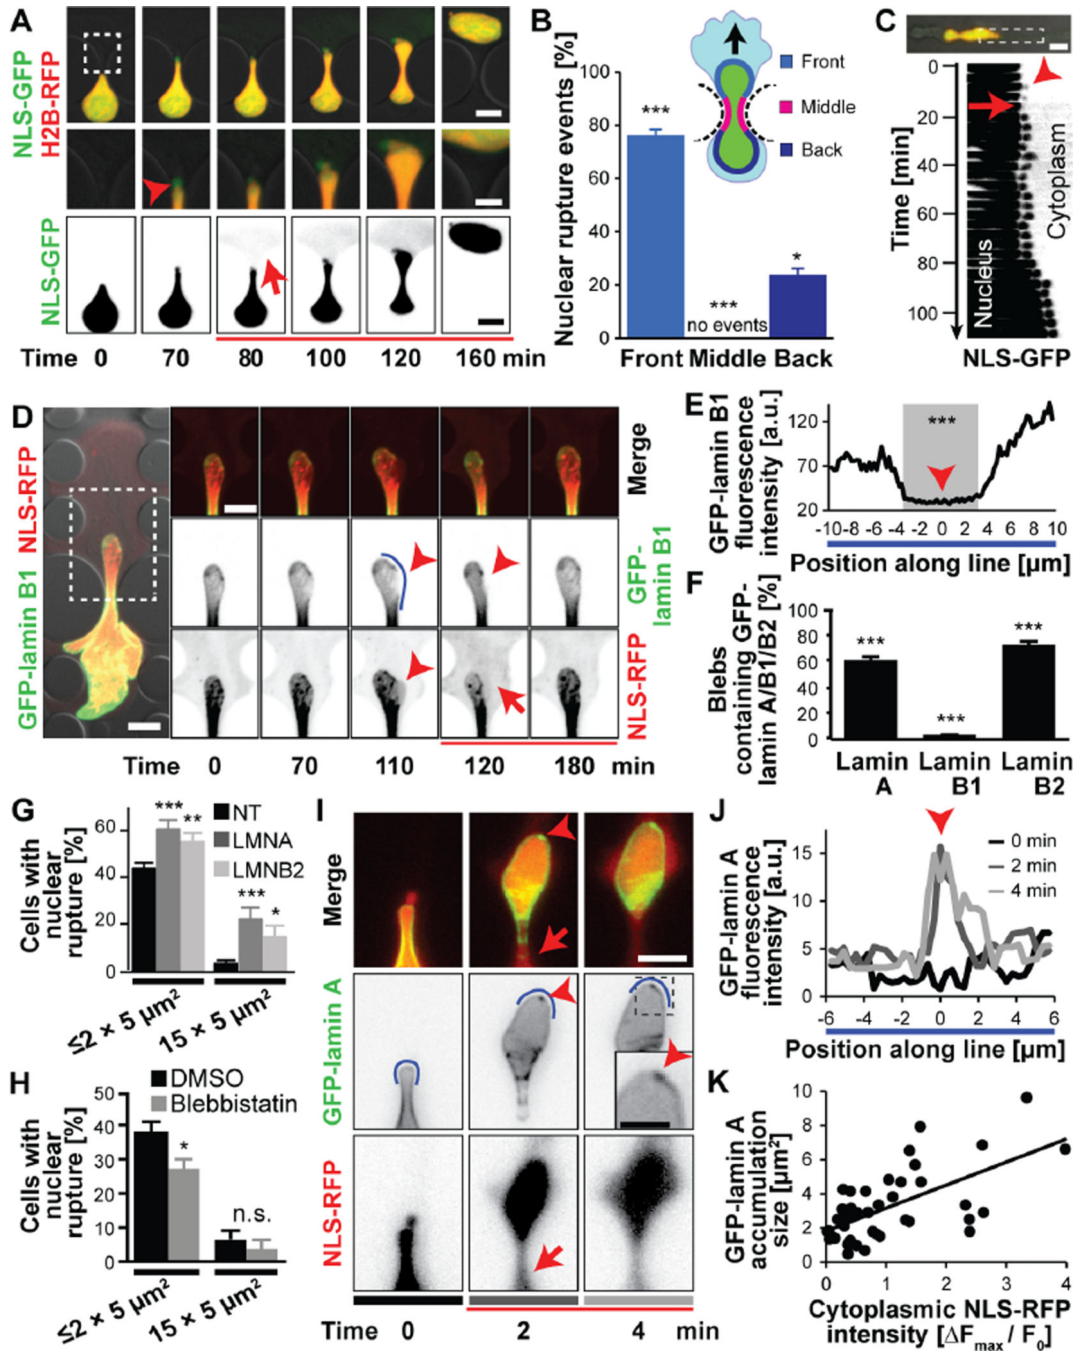 A
NLS-GFP
H2B-RFP
NLS-GFP
Time 0 70 80 100 120 160 min
B
Nuclear rupture events [%]
100
80
60
40
20
0
***
***
no events
*
Front
Middle
Back
Front Middle Back
C
Time [min]
0
20
40
60
80
100
Nucleus
Cytoplasm
NLS-GFP
D
GFP-lamin B1 NLS-RFP
Merge
GFP-
lamin B1
NLS-RFP
Time 0 70 110 120 180 min
E
GFP-lamin B1
fluorescence
intensity [a.u.]
120
70
20
***
-10 -8 -6 -4 -2 0 2 4 6 8 10
Position along line [µm]
F
Blebs
containing GFP-
lamin A/B1/B2 [%]
100
80
60
40
20
0
*** *** ***
Lamin Lamin Lamin
A B1 B2
G
Cells with
nuclear
rupture [%]
60
40
20
0
*** **
*** *
NT
LMNA
LMNB2
≤2 × 5 µm²
15 × 5 µm²
H
Cells with
nuclear
rupture [%]
50
40
30
20
10
0
DMSO
Blebbistatin
*
n.s.
≤2 × 5 µm²
15 × 5 µm²
I
Merge
GFP-lamin A
NLS-RFP
Time 0 2 4 min
J
GFP-lamin A
fluorescence
intensity [a.u.]
15
10
5
0
0 min
2 min
4 min
-6 -4 -2 0 2 4 6
Position along line [µm]
K
GFP-lamin A
accumulation
size [µm²]
10
8
6
4
2
0
0 1 2 3 4
Cytoplasmic NLS-RFP
intensity [ΔFmax / F0]